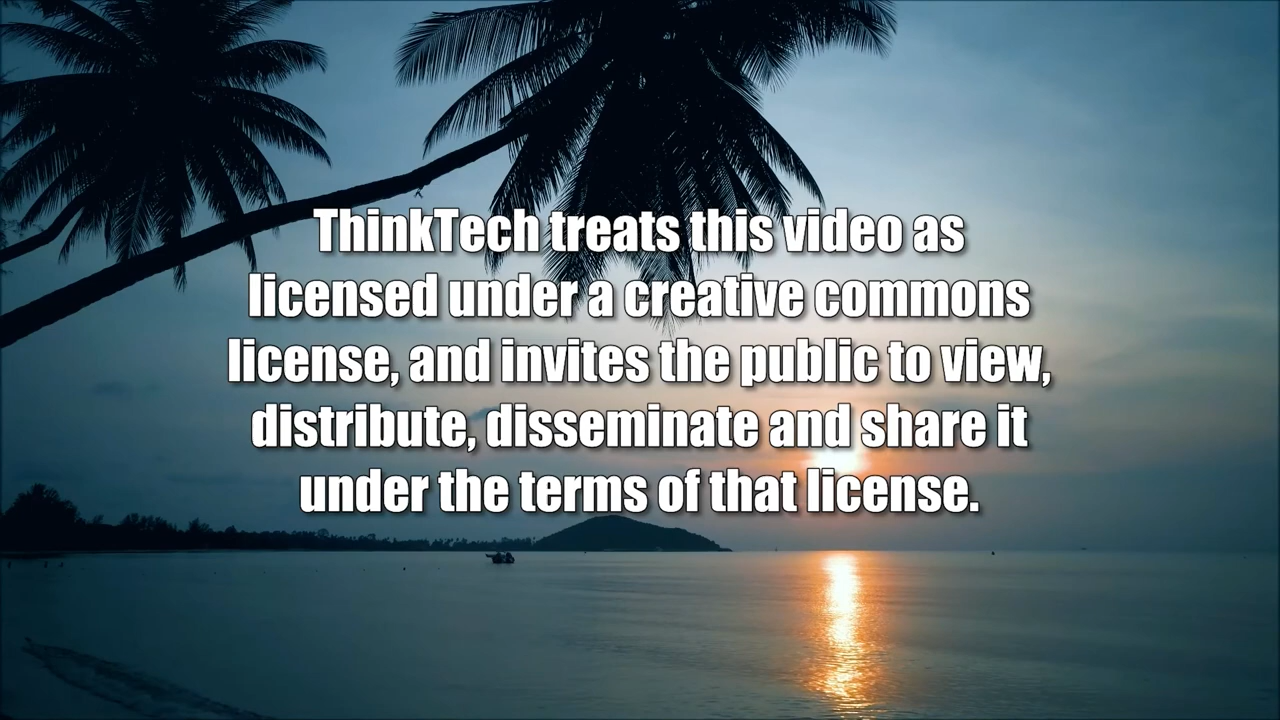 ThinkTech treats this video as
licensed under a creative commons
license, and invites the public to view,
distribute, disseminate and share it
under the terms of that license.